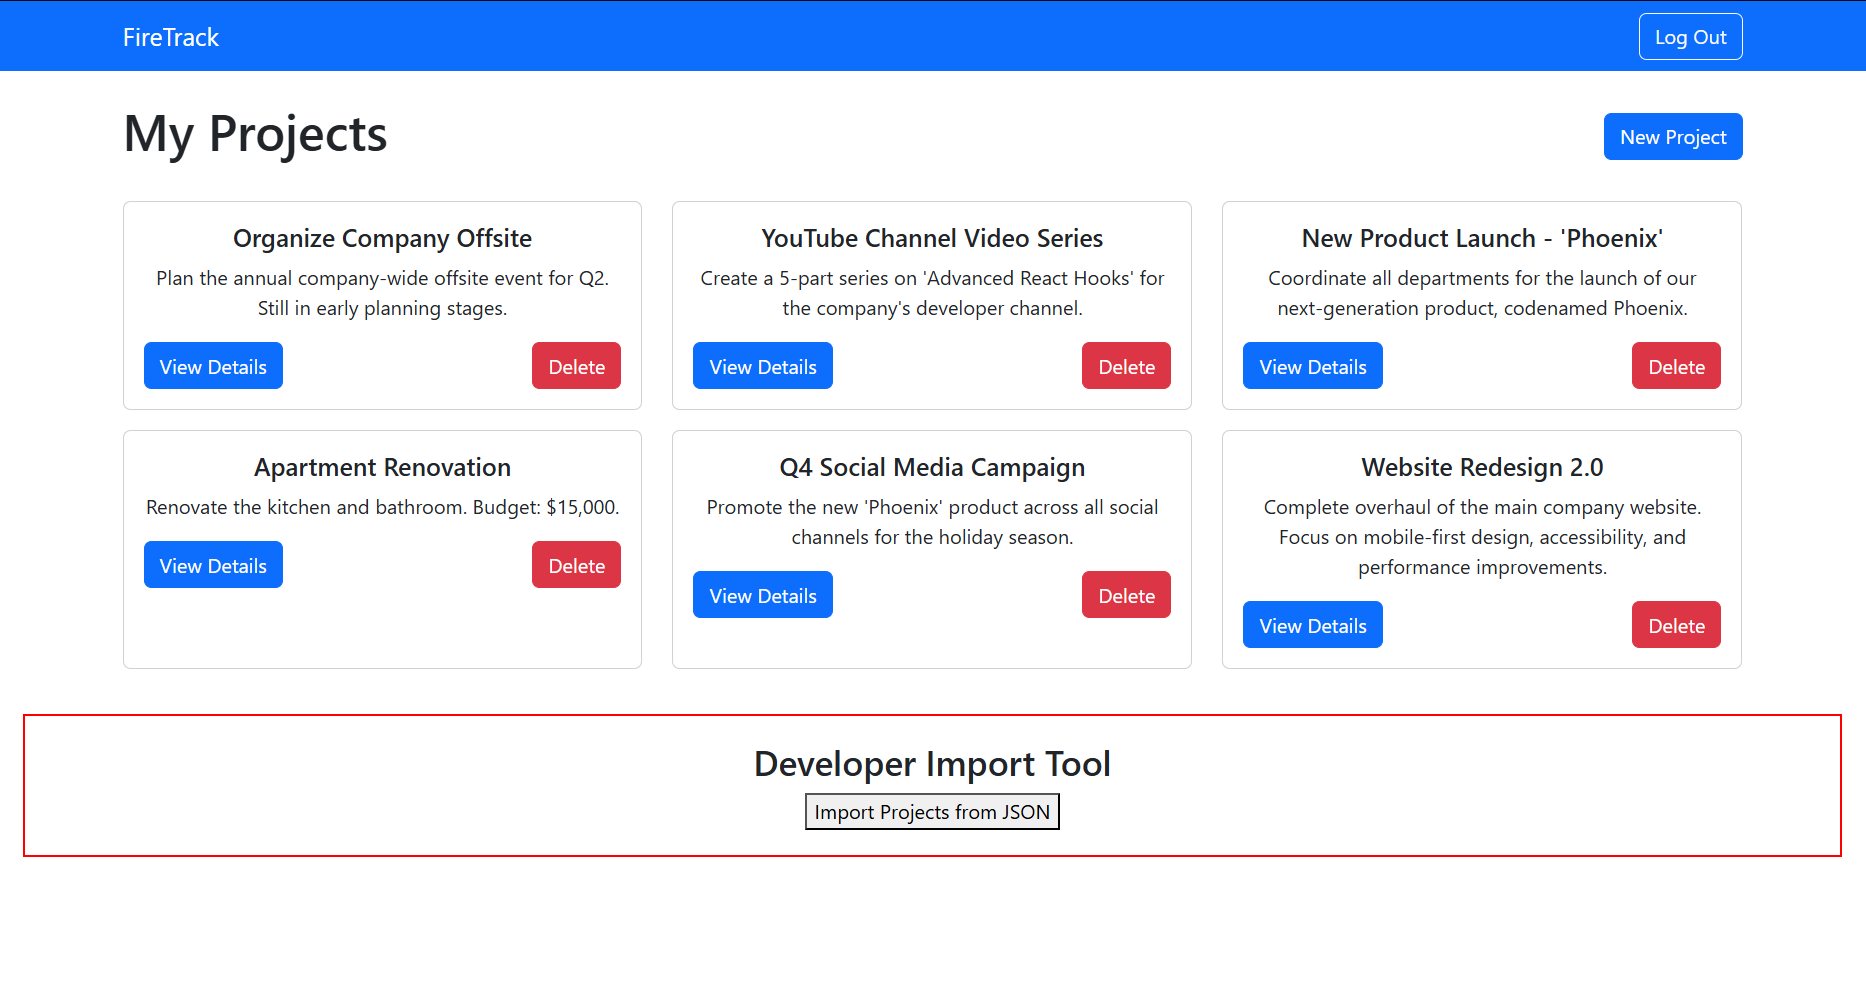 FireTrack
Log Out
My Projects
New Project
Organize Company Offsite
Plan the annual company-wide offsite event for Q2.
Still in early planning stages.
View Details
Delete
YouTube Channel Video Series
Create a 5-part series on 'Advanced React Hooks' for
the company's developer channel.
View Details
Delete
New Product Launch - 'Phoenix'
Coordinate all departments for the launch of our
next-generation product, codenamed Phoenix.
View Details
Delete
Apartment Renovation
Renovate the kitchen and bathroom. Budget: $15,000.
View Details
Delete
Q4 Social Media Campaign
Promote the new 'Phoenix' product across all social
channels for the holiday season.
View Details
Delete
Website Redesign 2.0
Complete overhaul of the main company website.
Focus on mobile-first design, accessibility, and
performance improvements.
View Details
Delete
Developer Import Tool
Import Projects from JSON